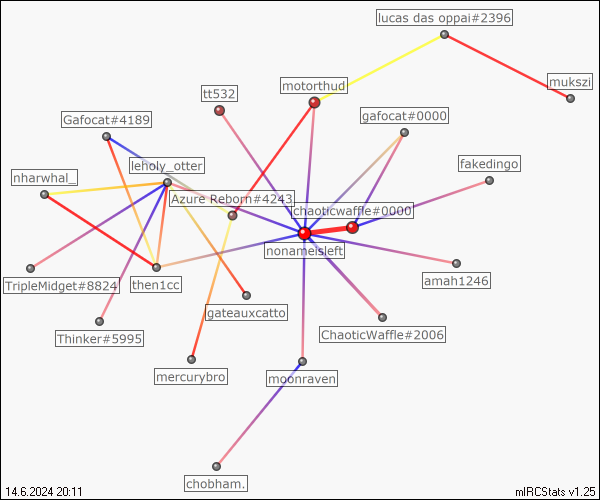 lucas das oppai#2396
mukszi
motorthud
tt532
gafocat#0000
Gafocat#4189
fakedingo
leholy_otter
nharwhal_
Azure Reborn#4243
chaoticwaffle#0000
nonameisleft
amah1246
TripleMidget#8824
then1cc
gateauxcatto
ChaoticWaffle#2006
Thinker#5995
mercurybro
moonraven
chobham.
14.6.2024 20:11
mIRCStats v1.25